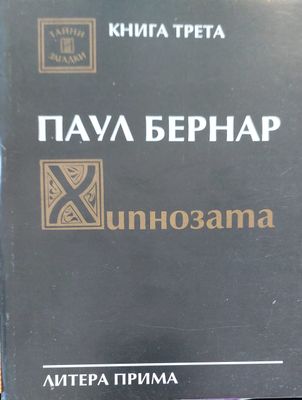 ТАЙНИ
И
ЗАГАДКИ
КНИГА ТРЕТА
ПАУЛ БЕРНАР
Хипнозата
ЛИТЕРА ПРИМА